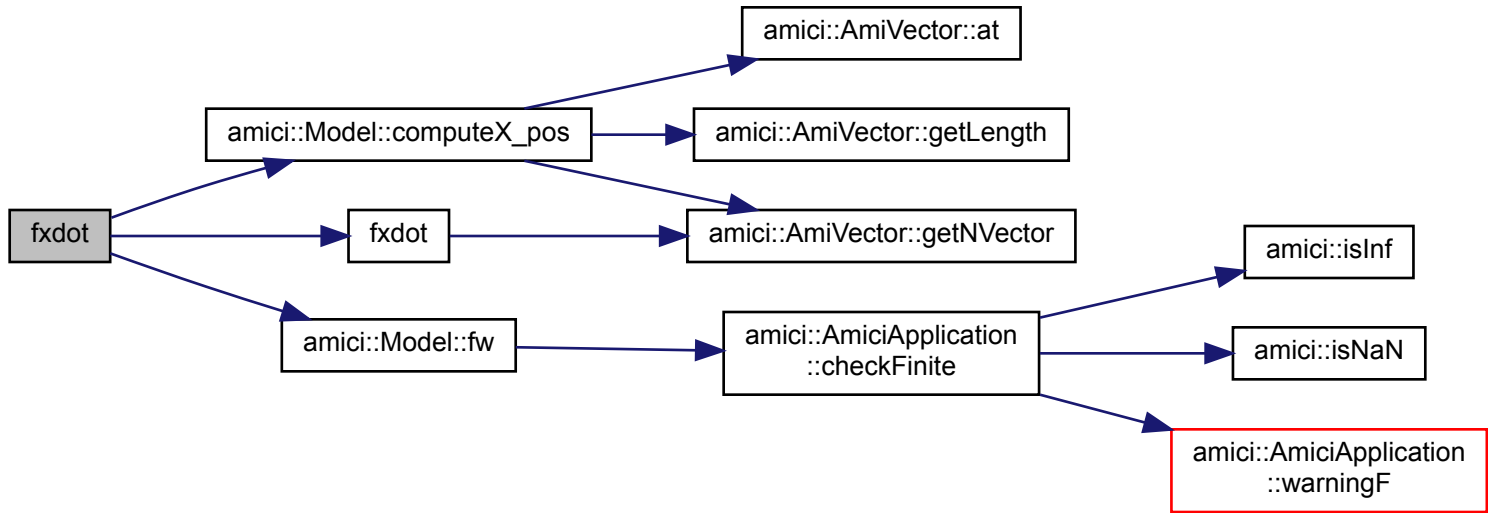 fxdot
amici::Model::computeX_pos
fxdot
amici::Model::fw
amici::AmiVector::at
amici::AmiVector::getLength
amici::AmiVector::getNVector
amici::AmiciApplication
::checkFinite
amici::isInf
amici::isNaN
amici::AmiciApplication
::warningF